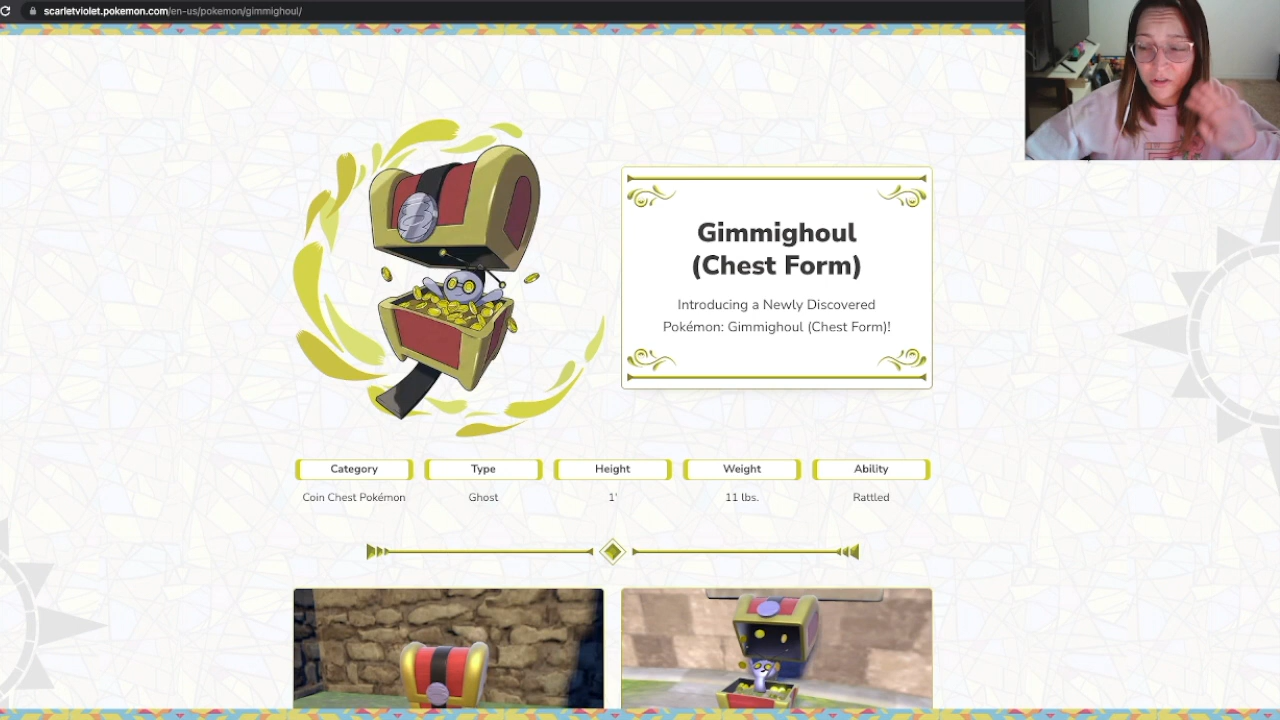 scarletviolet.pokemon.com/en-us/pokemon/gimmighoul/
Gimmighoul
(Chest Form)
Introducing a Newly Discovered
Pokémon: Gimmighoul (Chest Form)!
Category Type Height Weight Ability
Coin Chest Pokémon Ghost 1' 11 lbs. Rattled